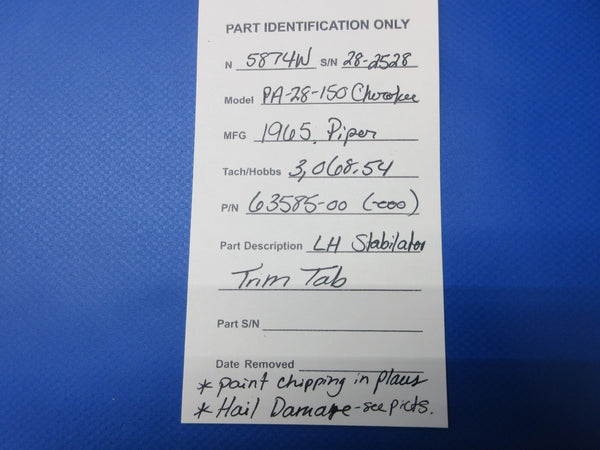 PART IDENTIFICATION ONLY
N 5874W S/N 28-2528
Model PA-28-150 Cherokee
MFG 1965 Piper
Tach/Hobbs 3,068.54
P/N 63585-00 (-000)
Part Description LH Stabilator
Trim Tab
Part S/N
Date Removed
* paint chipping in places
* Hail Damage - see picts.